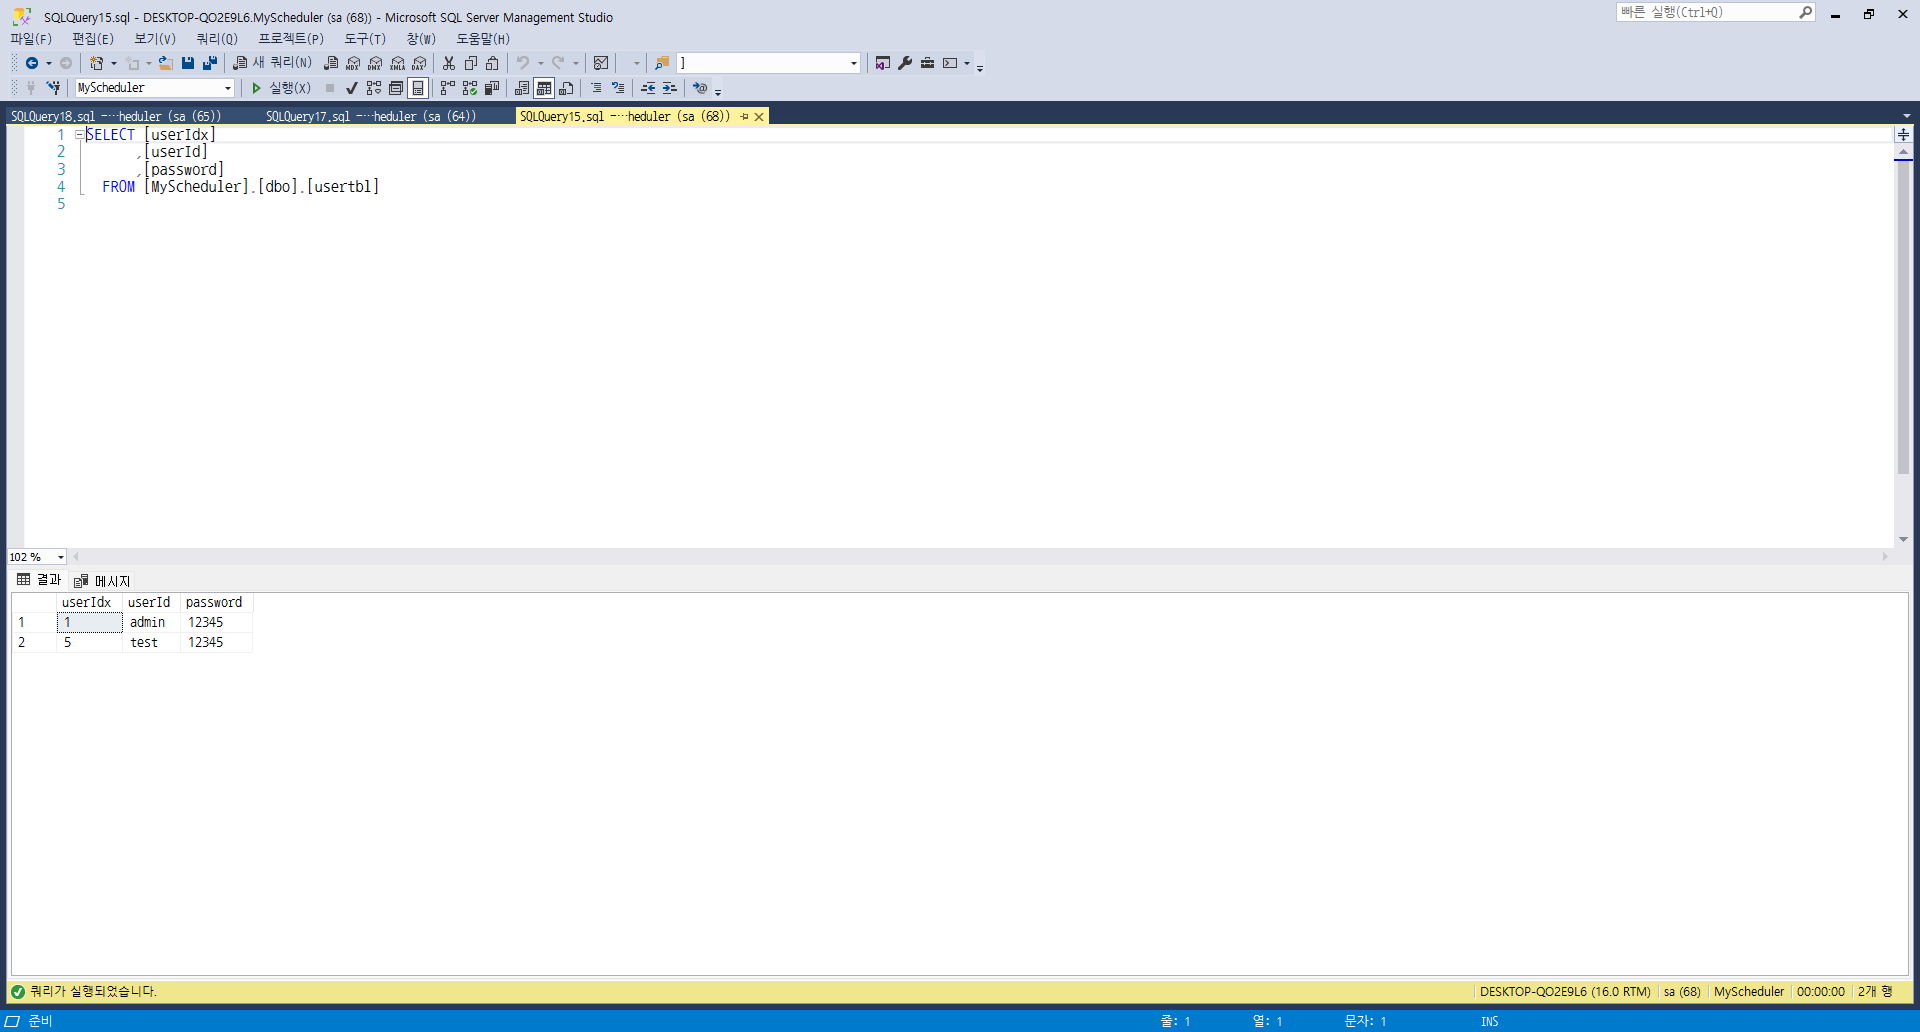 SQLQuery15.sql - DESKTOP-QO2E9L6.MyScheduler (sa (68)) - Microsoft SQL Server Management Studio
빠른 실행(Ctrl+Q)
파일(F) 편집(E) 보기(V) 쿼리(Q) 프로젝트(P) 도구(T) 창(W) 도움말(H)
새 쿼리(N) MDX DMX XMLA DAX ]
MyScheduler 실행(X)
SQLQuery18.sql -...heduler (sa (65)) SQLQuery17.sql -...heduler (sa (64)) SQLQuery15.sql -...heduler (sa (68))
1 SELECT [userIdx]
2 ,[userId]
3 ,[password]
4 FROM [MyScheduler].[dbo].[usertbl]
5
102 %
결과 메시지
userIdx userId password
1 1 admin 12345
2 5 test 12345
쿼리가 실행되었습니다. DESKTOP-QO2E9L6 (16.0 RTM) sa (68) MyScheduler 00:00:00 2개 행
준비 줄: 1 열: 1 문자: 1 INS